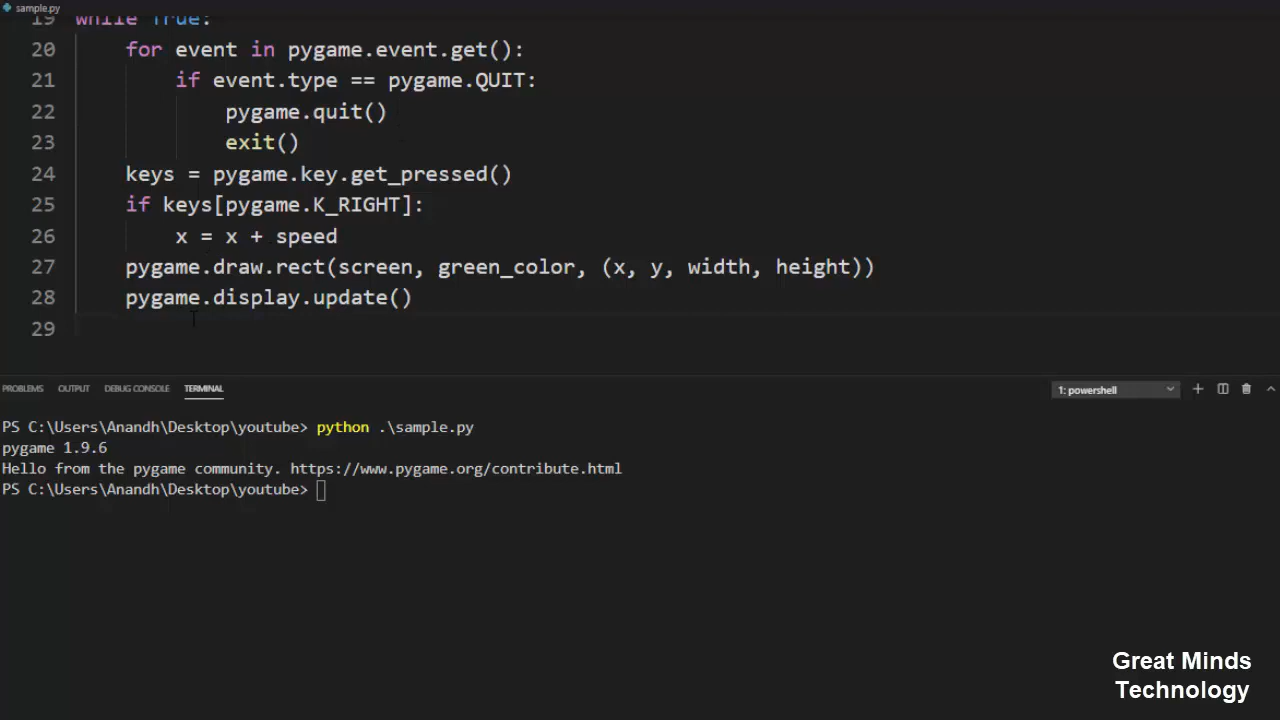 sample.py
19 while True:
20 for event in pygame.event.get():
21 if event.type == pygame.QUIT:
22 pygame.quit()
23 exit()
24 keys = pygame.key.get_pressed()
25 if keys[pygame.K_RIGHT]:
26 x = x + speed
27 pygame.draw.rect(screen, green_color, (x, y, width, height))
28 pygame.display.update()
29
PROBLEMS OUTPUT DEBUG CONSOLE TERMINAL 1: powershell
PS C:\Users\Anandh\Desktop\youtube> python .\sample.py
pygame 1.9.6
Hello from the pygame community. https://www.pygame.org/contribute.html
PS C:\Users\Anandh\Desktop\youtube>
Great Minds
Technology